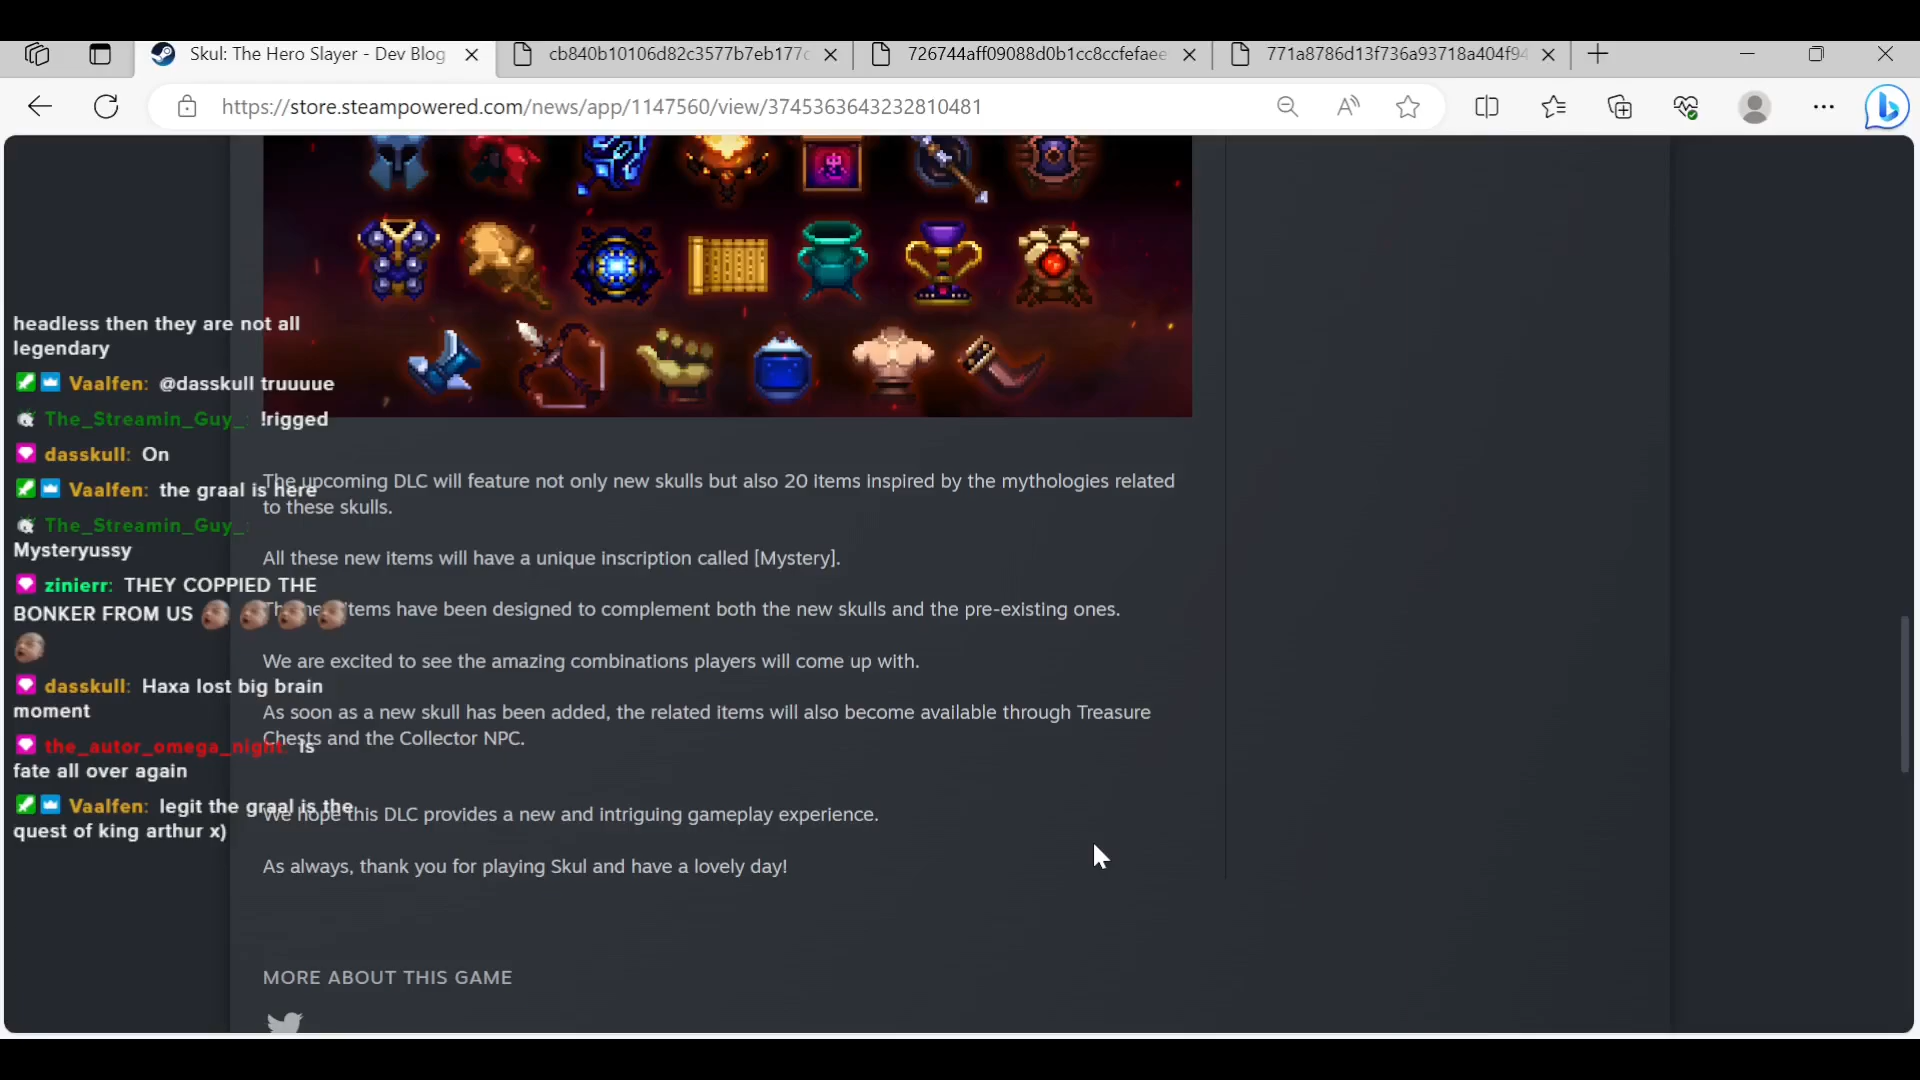 Skul: The Hero Slayer - Dev Blog
cb840b10106d82c3577b7eb177c
726744aff09088d0b1cc8ccfefaee
771a8786d13f736a93718a404f94
https://store.steampowered.com/news/app/1147560/view/3745363643232810481
headless then they are not all
legendary
Vaalfen: @dasskull truuuue
The_Streamin_Guy_: !rigged
dasskull: On
Vaalfen: the graal is here
The_Streamin_Guy_:
Mysteryussy
zinierr: THEY COPPIED THE
BONKER FROM US
dasskull: Haxa lost big brain
moment
the_autor_omega_night: Is
fate all over again
Vaalfen: legit the graal is the
quest of king arthur x)
The upcoming DLC will feature not only new skulls but also 20 items inspired by the mythologies related
to these skulls.
All these new items will have a unique inscription called [Mystery].
items have been designed to complement both the new skulls and the pre-existing ones.
We are excited to see the amazing combinations players will come up with.
As soon as a new skull has been added, the related items will also become available through Treasure
Chests and the Collector NPC.
We hope this DLC provides a new and intriguing gameplay experience.
As always, thank you for playing Skul and have a lovely day!
MORE ABOUT THIS GAME